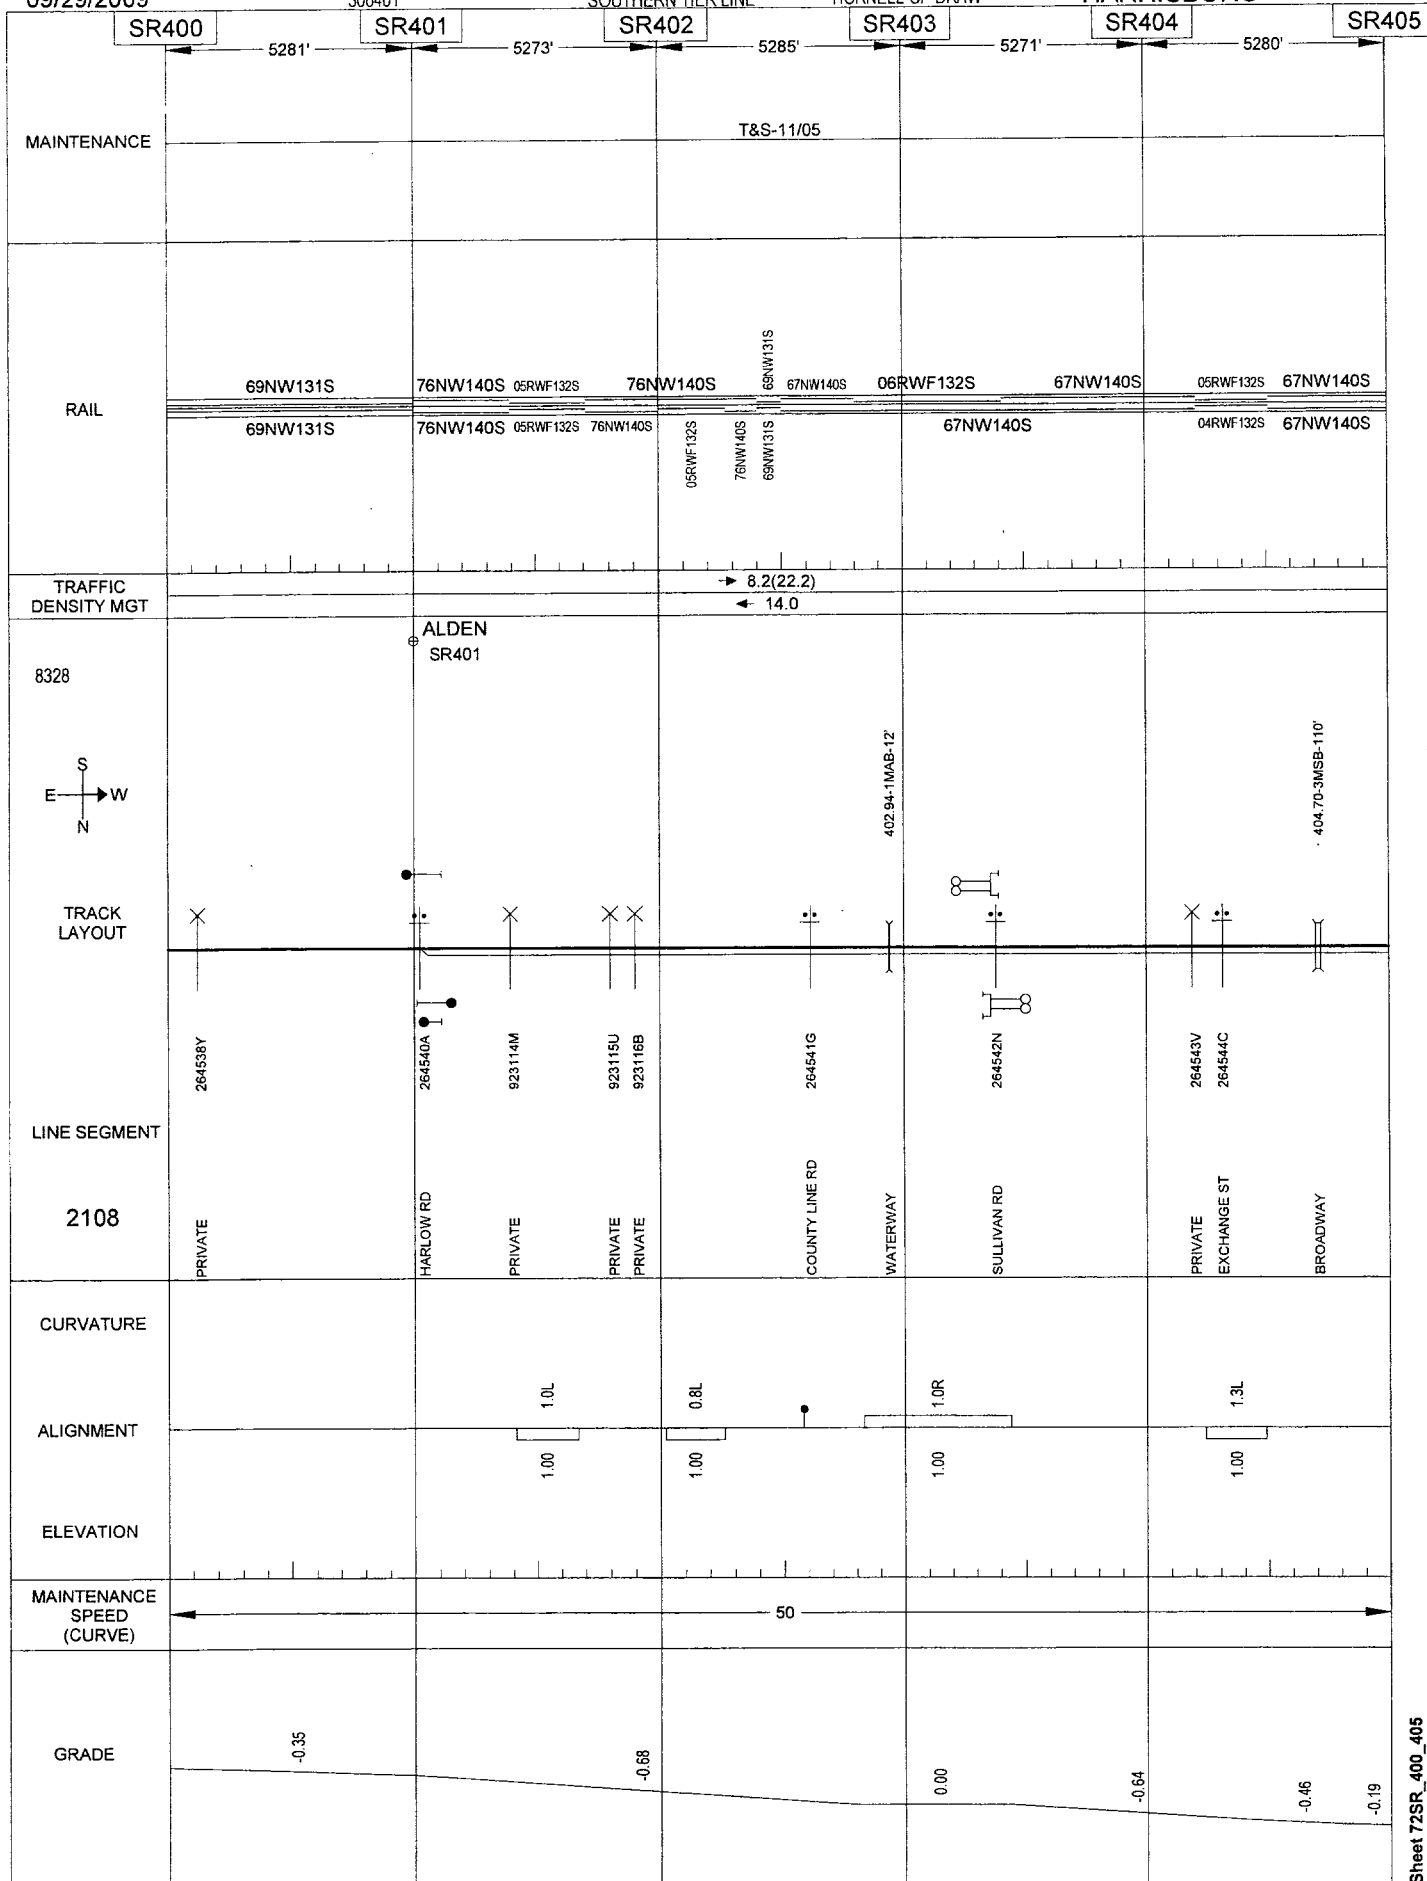 SR400 SR401 SR402 SR403 SR404 SR405
5281' 5273' 5285' 5271' 5280'
MAINTENANCE T&S-11/05
69NW131S
69NW131S 76NW140S 05RWF132S 76NW140S 67NW140S 06RWF132S 67NW140S 05RWF132S 67NW140S
RAIL
69NW131S 76NW140S 05RWF132S 76NW140S 67NW140S 04RWF132S 67NW140S
05RWF132S 76NW140S 69NW131S
TRAFFIC
DENSITY MGT
8.2(22.2)
14.0
ALDEN
SR401
8328
S
E W
N
402.94-1MAB-12'
404.70-3MSB-110'
TRACK
LAYOUT
264538Y 264540A 923114M 923115U 923116B 264541G 264542N 264543V 264544C
LINE SEGMENT
2108
PRIVATE HARLOW RD PRIVATE PRIVATE PRIVATE COUNTY LINE RD WATERWAY SULLIVAN RD PRIVATE EXCHANGE ST BROADWAY
CURVATURE
1.0L 0.8L 1.0R 1.3L
ALIGNMENT
1.00 1.00 1.00 1.00
ELEVATION
MAINTENANCE
SPEED
(CURVE)
50
GRADE
-0.35 -0.68 0.00 -0.64 -0.46 -0.19
Sheet 72SR_400_405